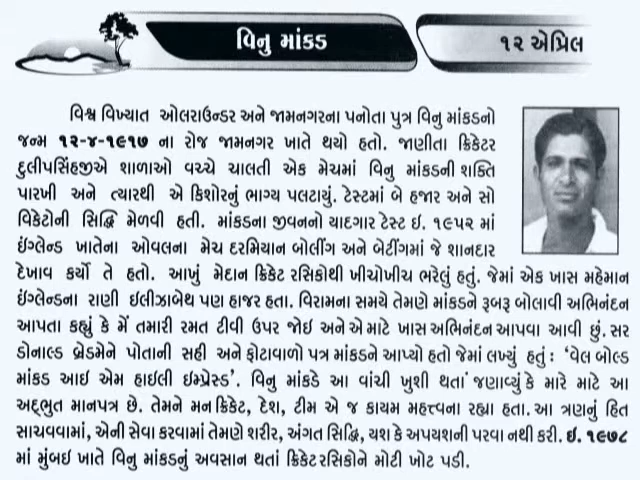 વિનુ માંકડ
૧૨ એપ્રિલ
વિશ્વ વિખ્યાત ઓલરાઉન્ડર અને જામનગરના પનોતા પુત્ર વિનુ માંકડનો
જન્મ ૧૨-૪-૧૯૧૭ ના રોજ જામનગર ખાતે થયો હતો. જાણીતા ક્રિકેટર
દુલીપસિંહજીએ શાળાઓ વચ્ચે ચાલતી એક મેચમાં વિનુ માંકડની શક્તિ
પારખી અને ત્યારથી એ કિશોરનું ભાગ્ય પલટાયું. ટેસ્ટમાં બે હજાર અને સો
વિકેટોની સિદ્ધિ મેળવી હતી. માંકડના જીવનનો યાદગાર ટેસ્ટ ઈ. ૧૯૫૨ માં
ઇંગ્લેન્ડ ખાતેના ઓવલના મેચ દરમિયાન બોલીંગ અને બેટીંગમાં જે શાનદાર
દેખાવ કર્યો તે હતો. આખું મેદાન ક્રિકેટ રસિકોથી ખીચોખીચ ભરેલું હતું. જેમાં એક ખાસ મહેમાન
ઇંગ્લેન્ડના રાણી ઇલીઝાબેથ પણ હાજર હતા. વિરામના સમયે તેમણે માંકડને રૂબરૂ બોલાવી અભિનંદન
આપતા કહ્યું કે મેં તમારી રમત ટીવી ઉપર જોઇ અને એ માટે ખાસ અભિનંદન આપવા આવી છું. સર
ડોનાલ્ડ બ્રેડમેને પોતાની સહી અને ફોટાવાળો પત્ર માંકડને આપ્યો હતો જેમાં લખ્યું હતું : ‘વેલ બોલ્ડ
માંકડ આઇ એમ હાઇલી ઇમ્પ્રેસ્ડ’. વિનુ માંકડે આ વાંચી ખુશી થતાં જણાવ્યું કે મારે માટે આ
અદ્ભુત માનપત્ર છે. તેમને મન ક્રિકેટ, દેશ, ટીમ એ જ કાયમ મહત્ત્વના રહ્યા હતા. આ ત્રણનું હિત
સાચવવામાં, એની સેવા કરવામાં તેમણે શરીર, અંગત સિદ્ધિ, યશ કે અપયશની પરવા નથી કરી. ઇ. ૧૯૭૮
માં મુંબઇ ખાતે વિનુ માંકડનું અવસાન થતાં ક્રિકેટરસિકોને મોટી ખોટ પડી.